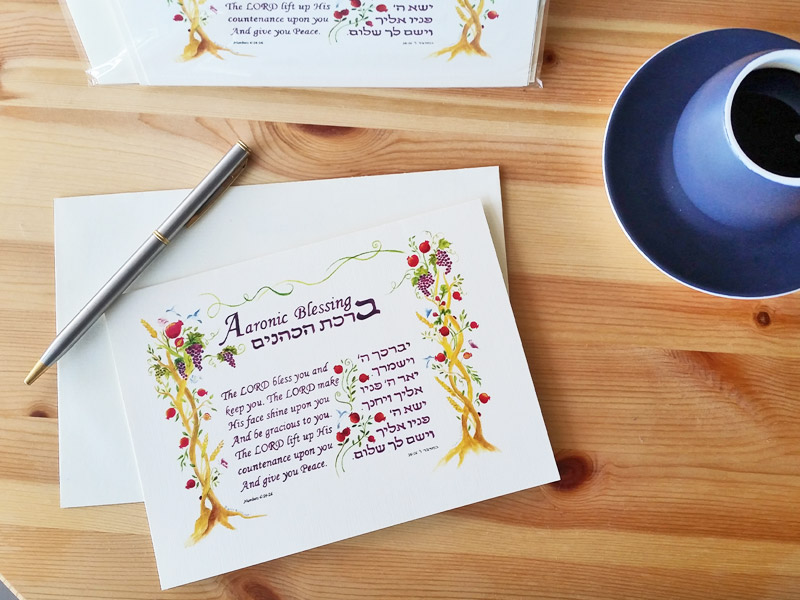 The LORD lift up His
countenance upon you
And give you Peace.
Numbers 6:24-26
ישא ה'
פניו אליך
וישם לך שלום.
Aaronic Blessing
ברכת הכהנים
The LORD bless you and
keep you. The LORD make
His face shine upon you
And be gracious to you.
The LORD lift up His
countenance upon you
And give you Peace.
Numbers 6:24-26
יברכך ה'
וישמרך
יאר ה' פניו
אליך ויחנך
ישא ה'
פניו אליך
וישם לך שלום.
במדבר ו'